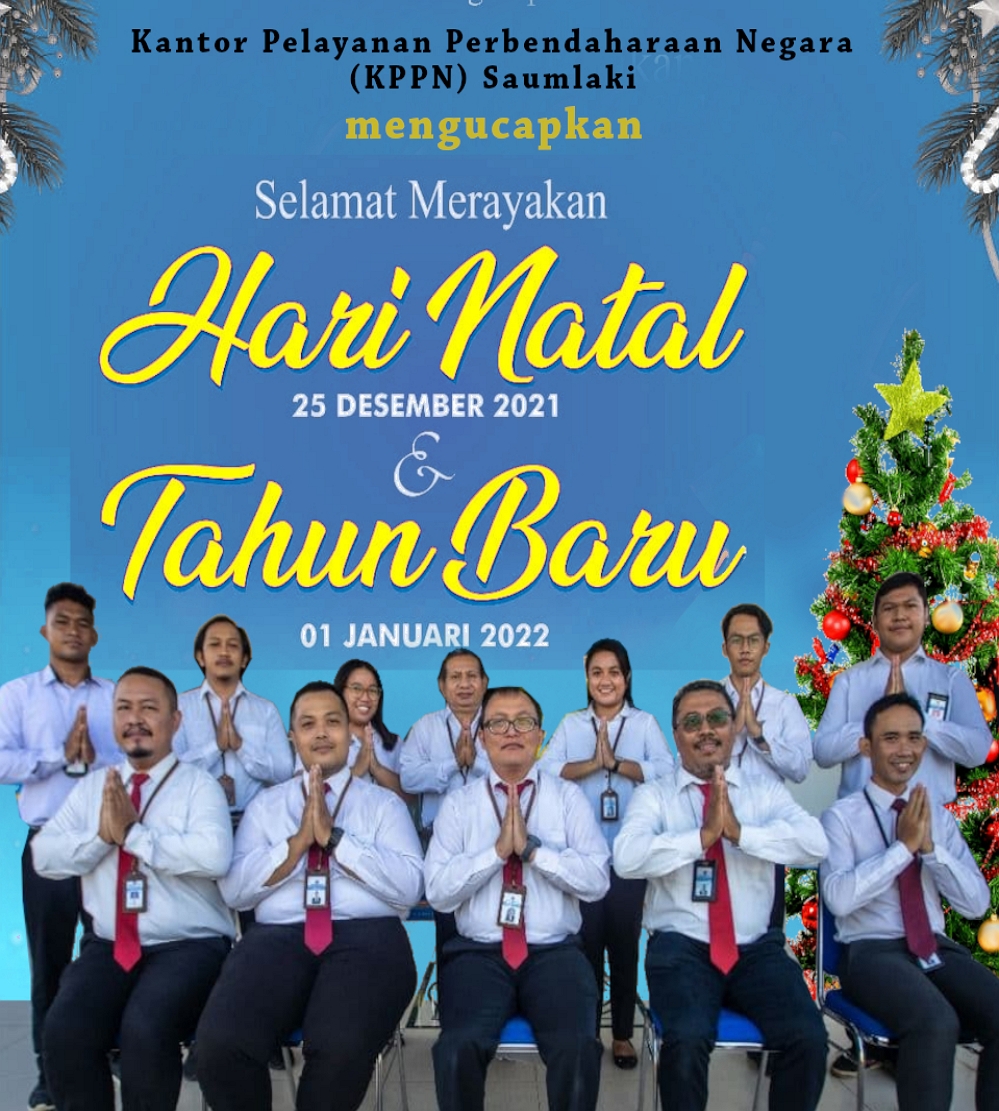 Kantor Pelayanan Perbendaharaan Negara
(KPPN) Saumlaki
mengucapkan
Selamat Merayakan
Hari Natal
25 DESEMBER 2021
&
Tahun Baru
01 JANUARI 2022